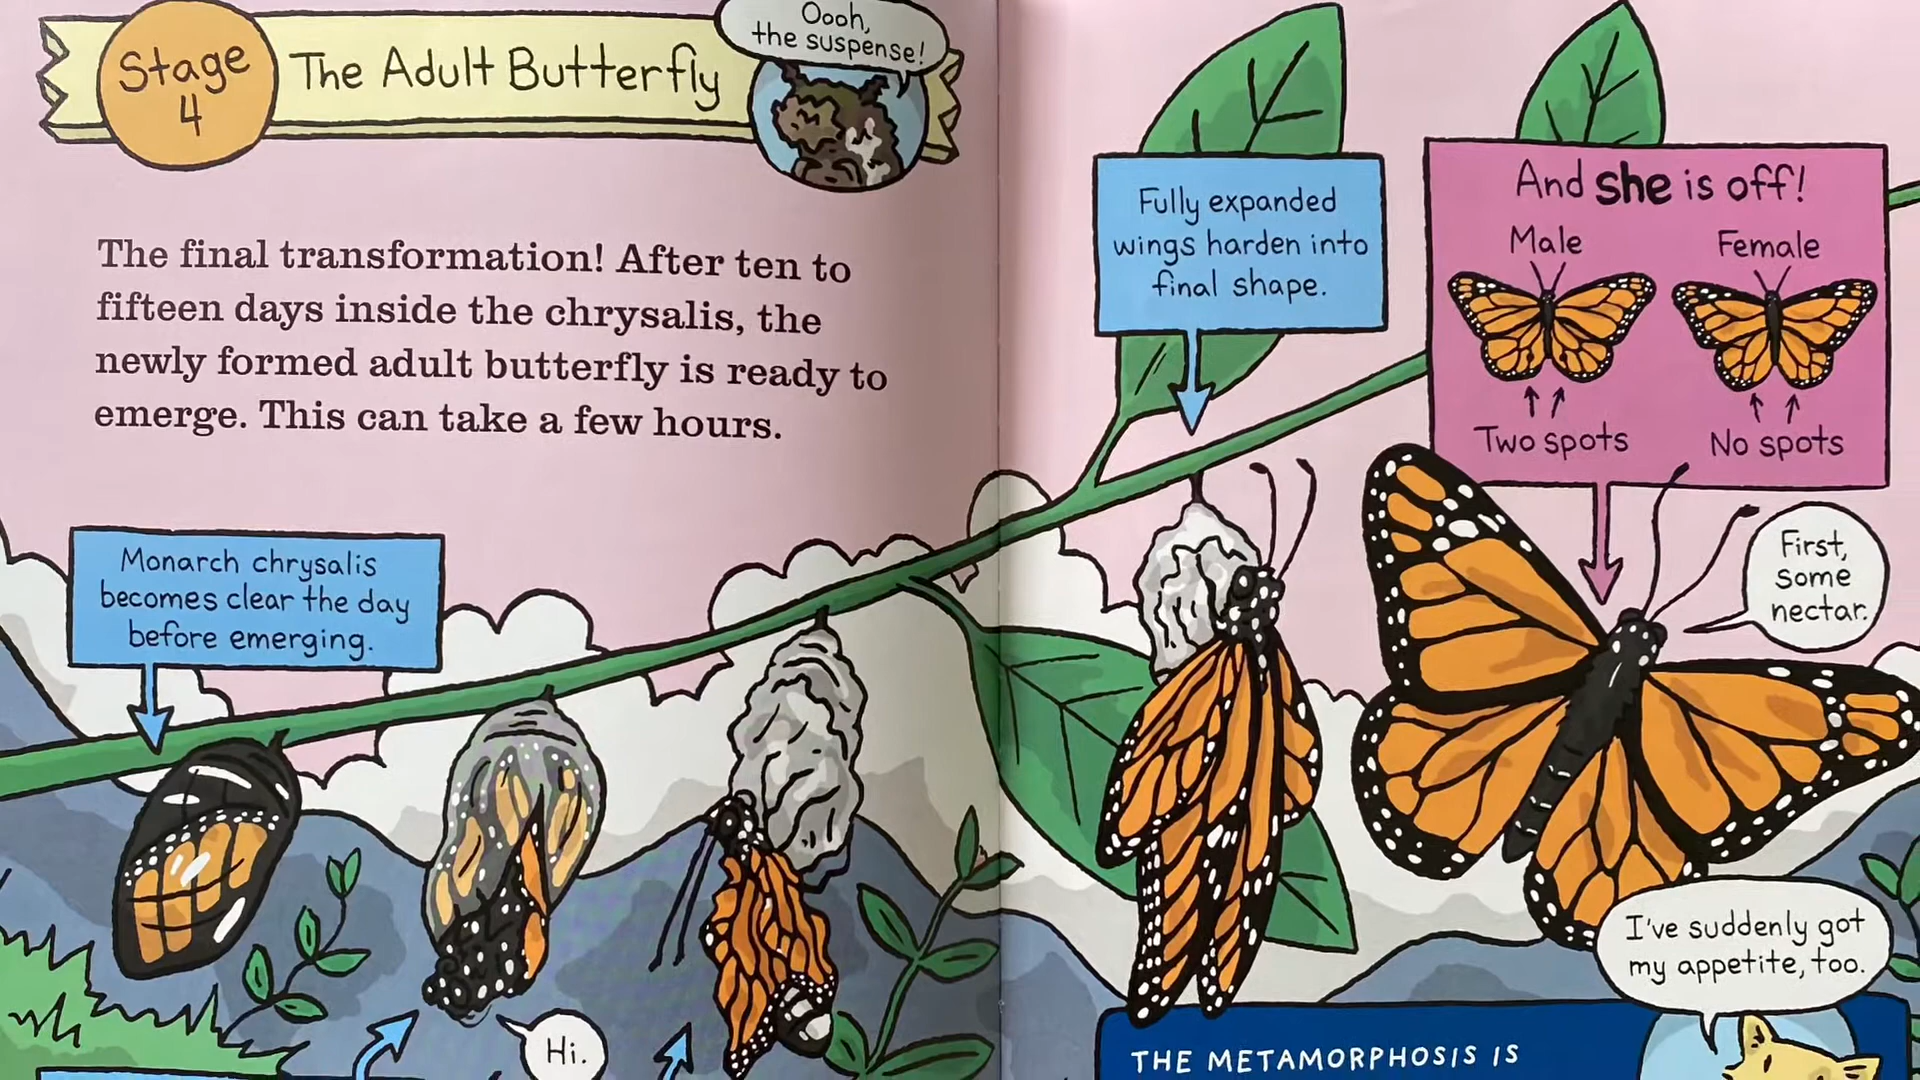 Stage
4
The Adult Butterfly
Oooh,
the suspense!
The final transformation! After ten to
fifteen days inside the chrysalis, the
newly formed adult butterfly is ready to
emerge. This can take a few hours.
Monarch chrysalis
becomes clear the day
before emerging.
Hi.
Fully expanded
wings harden into
final shape.
And she is off!
Male
Female
Two spots
No spots
First,
some
nectar.
I've suddenly got
my appetite, too.
THE METAMORPHOSIS IS